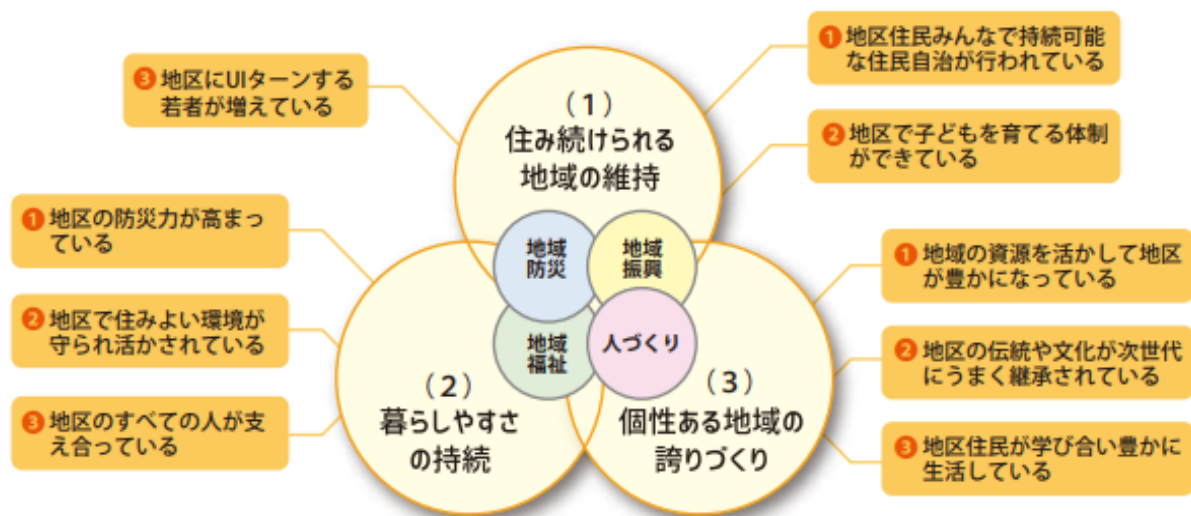 ❶ 地区住民みんなで持続可能
な住民自治が行われている
❸ 地区にUIターンする
若者が増えている
(1)
住み続けられる
地域の維持
❷ 地区で子どもを育てる体制
ができている
❶ 地区の防災力が高まっ
ている
地域
防災
地域
振興
❶ 地域の資源を活かして地区
が豊かになっている
❷ 地区で住みよい環境が
守られ活かされている
地域
福祉
人づくり
❷ 地区の伝統や文化が次世代
にうまく継承されている
(2)
暮らしやすさ
の持続
(3)
個性ある地域の
誇りづくり
❸ 地区のすべての人が支
え合っている
❸ 地区住民が学び合い豊かに
生活している